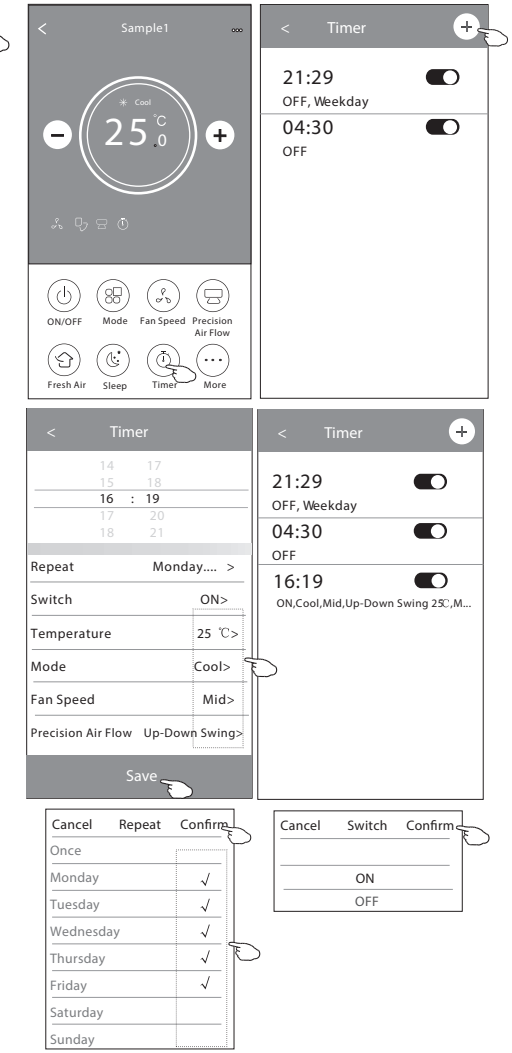 < Sample1 ooo
Cool
25.0 °C
− +
ON/OFF Mode Fan Speed Precision
Air Flow
Fresh Air Sleep Timer More
< Timer +
21:29
OFF, Weekday
04:30
OFF
< Timer
14 17
15 18
16 : 19
17 20
18 21
Repeat Monday.... >
Switch ON>
Temperature 25 ℃>
Mode Cool>
Fan Speed Mid>
Precision Air Flow Up-Down Swing>
Save
< Timer +
21:29
OFF, Weekday
04:30
OFF
16:19
ON,Cool,Mid,Up-Down Swing 25℃,M...
Cancel Repeat Confirm
Once
Monday √
Tuesday √
Wednesday √
Thursday √
Friday √
Saturday
Sunday
Cancel Switch Confirm
ON
OFF